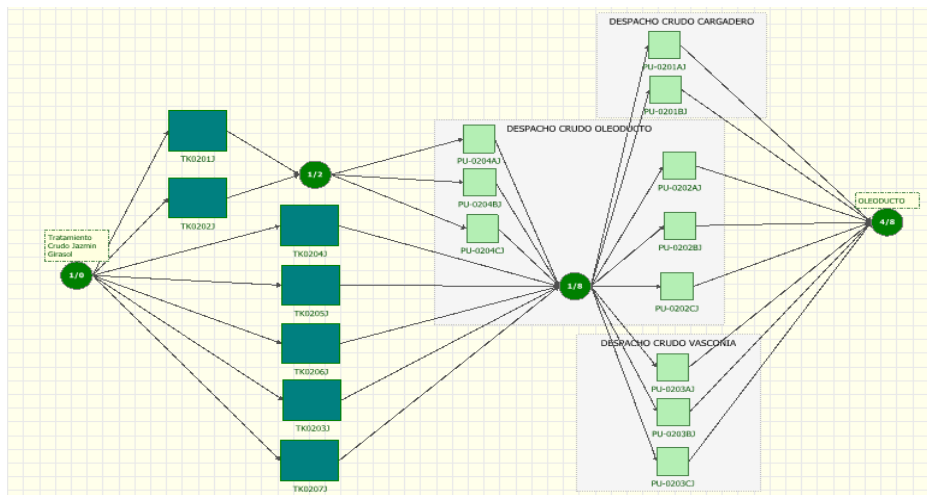 DESPACHO CRUDO CARGADERO
PU-0201AJ
PU-0201BJ
DESPACHO CRUDO OLEODUCTO
TK0201J
PU-0204AJ
1/2
PU-0202AJ
PU-0204BJ
OLEODUCTO
TK0202J
4/8
Tratamiento
Crudo Jazmin
Girasol
PU-0204CJ
PU-0202BJ
TK0204J
1/0
1/8
TK0205J
PU-0202CJ
DESPACHO CRUDO VASCONIA
TK0206J
PU-0203AJ
TK0203J
PU-0203BJ
TK0207J
PU-0203CJ